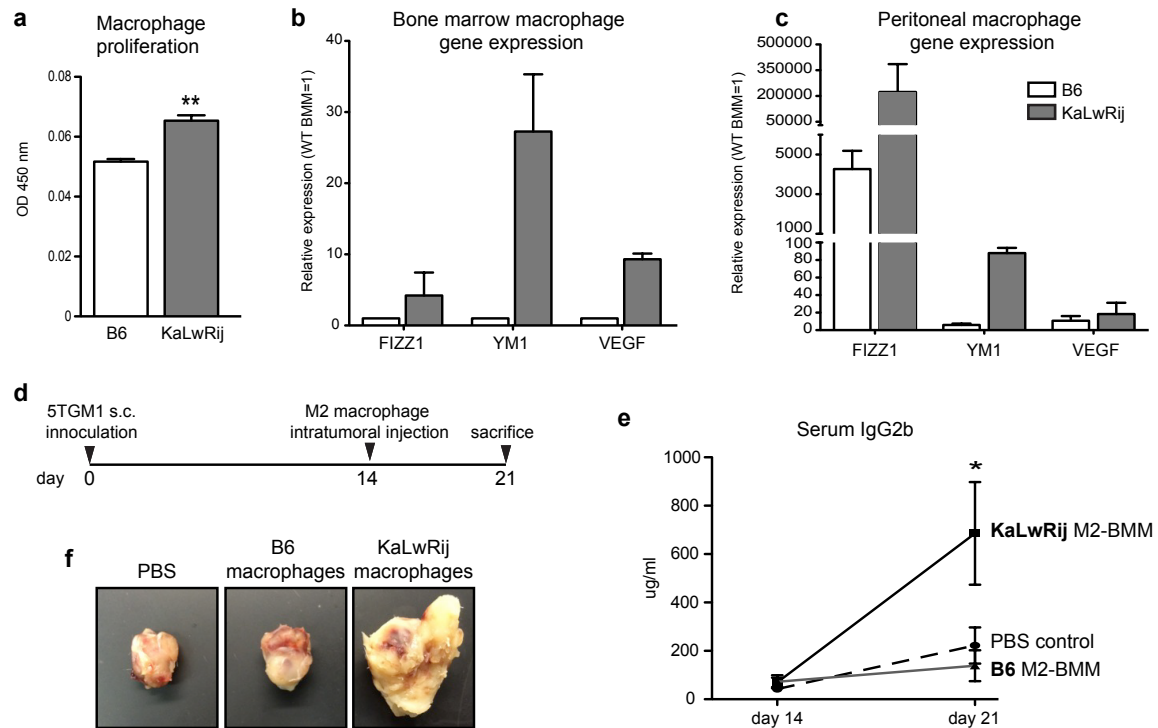 a
Macrophage
proliferation
0.08
0.06
0.04
0.02
0
OD 450 nm
**
B6
KaLwRij
b
Bone marrow macrophage
gene expression
40
30
20
10
0
Relative expression (WT BMM=1)
FIZZ1
YM1
VEGF
c
Peritoneal macrophage
gene expression
500000
350000
200000
50000
5000
3000
1000
100
80
60
40
20
0
Relative expression (WT BMM=1)
B6
KaLwRij
FIZZ1
YM1
VEGF
d
5TGM1 s.c.
innoculation
M2 macrophage
intratumoral injection
sacrifice
day
0
14
21
e
Serum IgG2b
1000
800
600
400
200
0
ug/ml
*
KaLwRij M2-BMM
PBS control
B6 M2-BMM
day 14
day 21
f
PBS
B6
macrophages
KaLwRij
macrophages